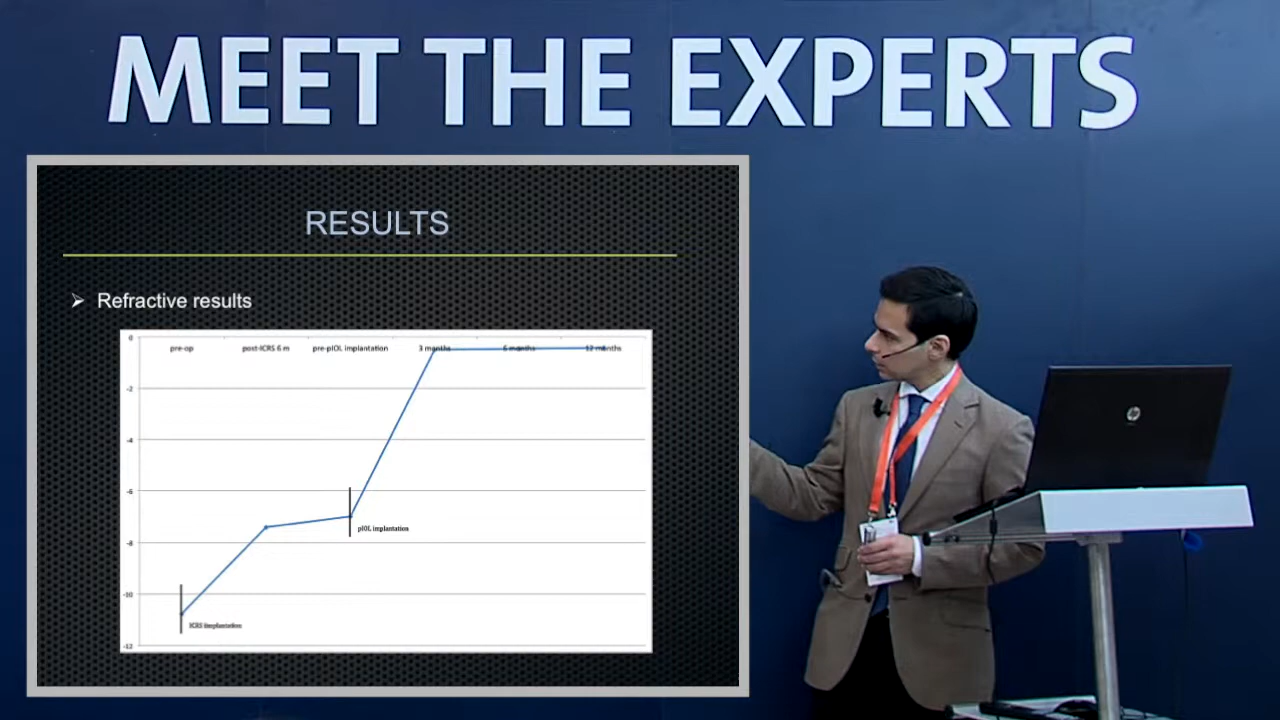 MEET THE EXPERTS
RESULTS
➢ Refractive results
0
pre-op post-ICRS 6 m pre-pIOL implantation 3 months 6 months 12 months
-2
-4
-6
pIOL implantation
-8
-10
ICRS implantation
-12
hp